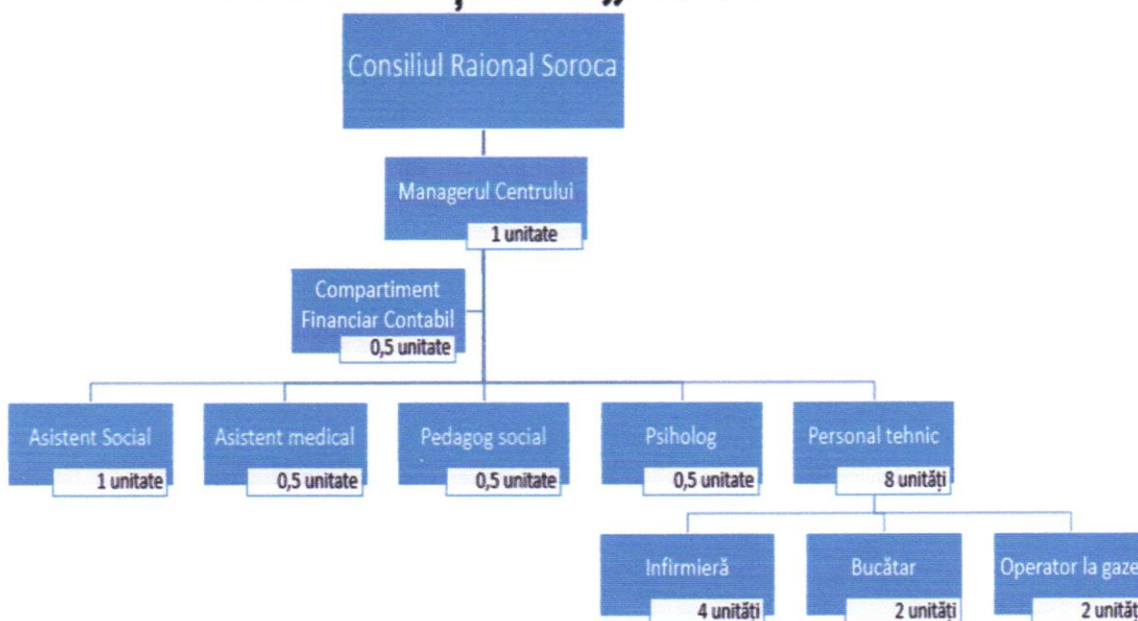 Consiliul Raional Soroca
Managerul Centrului
1 unitate
Compartiment
Financiar Contabil
0,5 unitate
Asistent Social
1 unitate
Asistent medical
0,5 unitate
Pedagog social
0,5 unitate
Psiholog
0,5 unitate
Personal tehnic
8 unități
Infirmieră
4 unități
Bucătar
2 unități
Operator la gaze
2 unităț